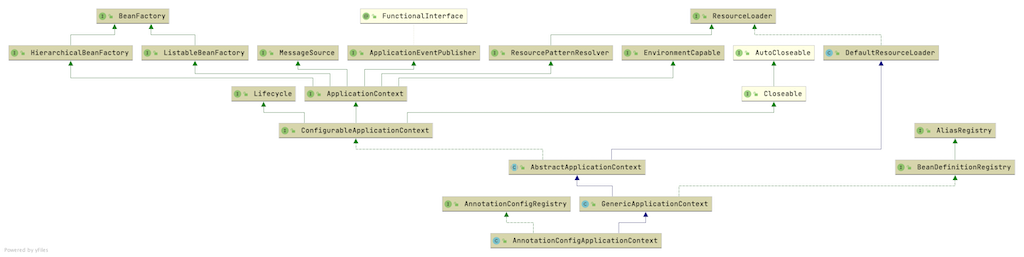 BeanFactory
FunctionalInterface
ResourceLoader
HierarchicalBeanFactory
ListableBeanFactory
MessageSource
ApplicationEventPublisher
ResourcePatternResolver
EnvironmentCapable
AutoCloseable
DefaultResourceLoader
Lifecycle
ApplicationContext
Closeable
ConfigurableApplicationContext
AliasRegistry
AbstractApplicationContext
BeanDefinitionRegistry
AnnotationConfigRegistry
GenericApplicationContext
AnnotationConfigApplicationContext
Powered by yFiles